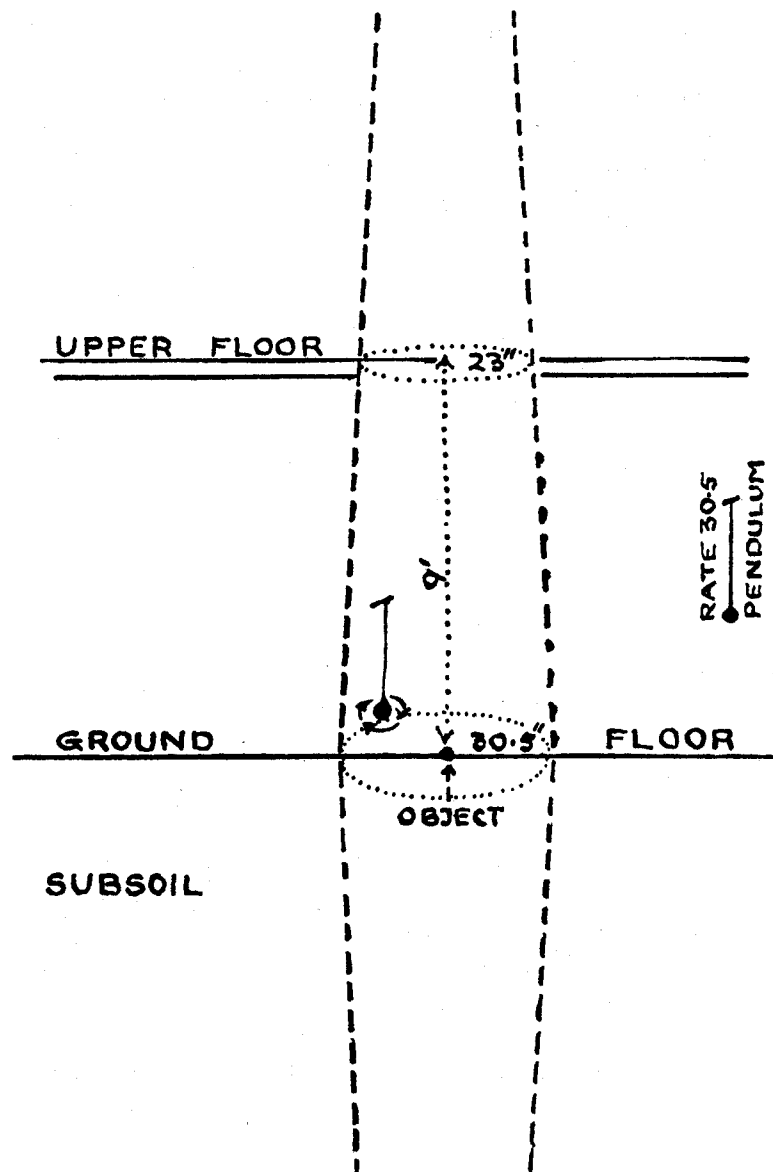 UPPER FLOOR
23"
9'
RATE 30·5
PENDULUM
GROUND
30·5"
FLOOR
OBJECT
SUBSOIL